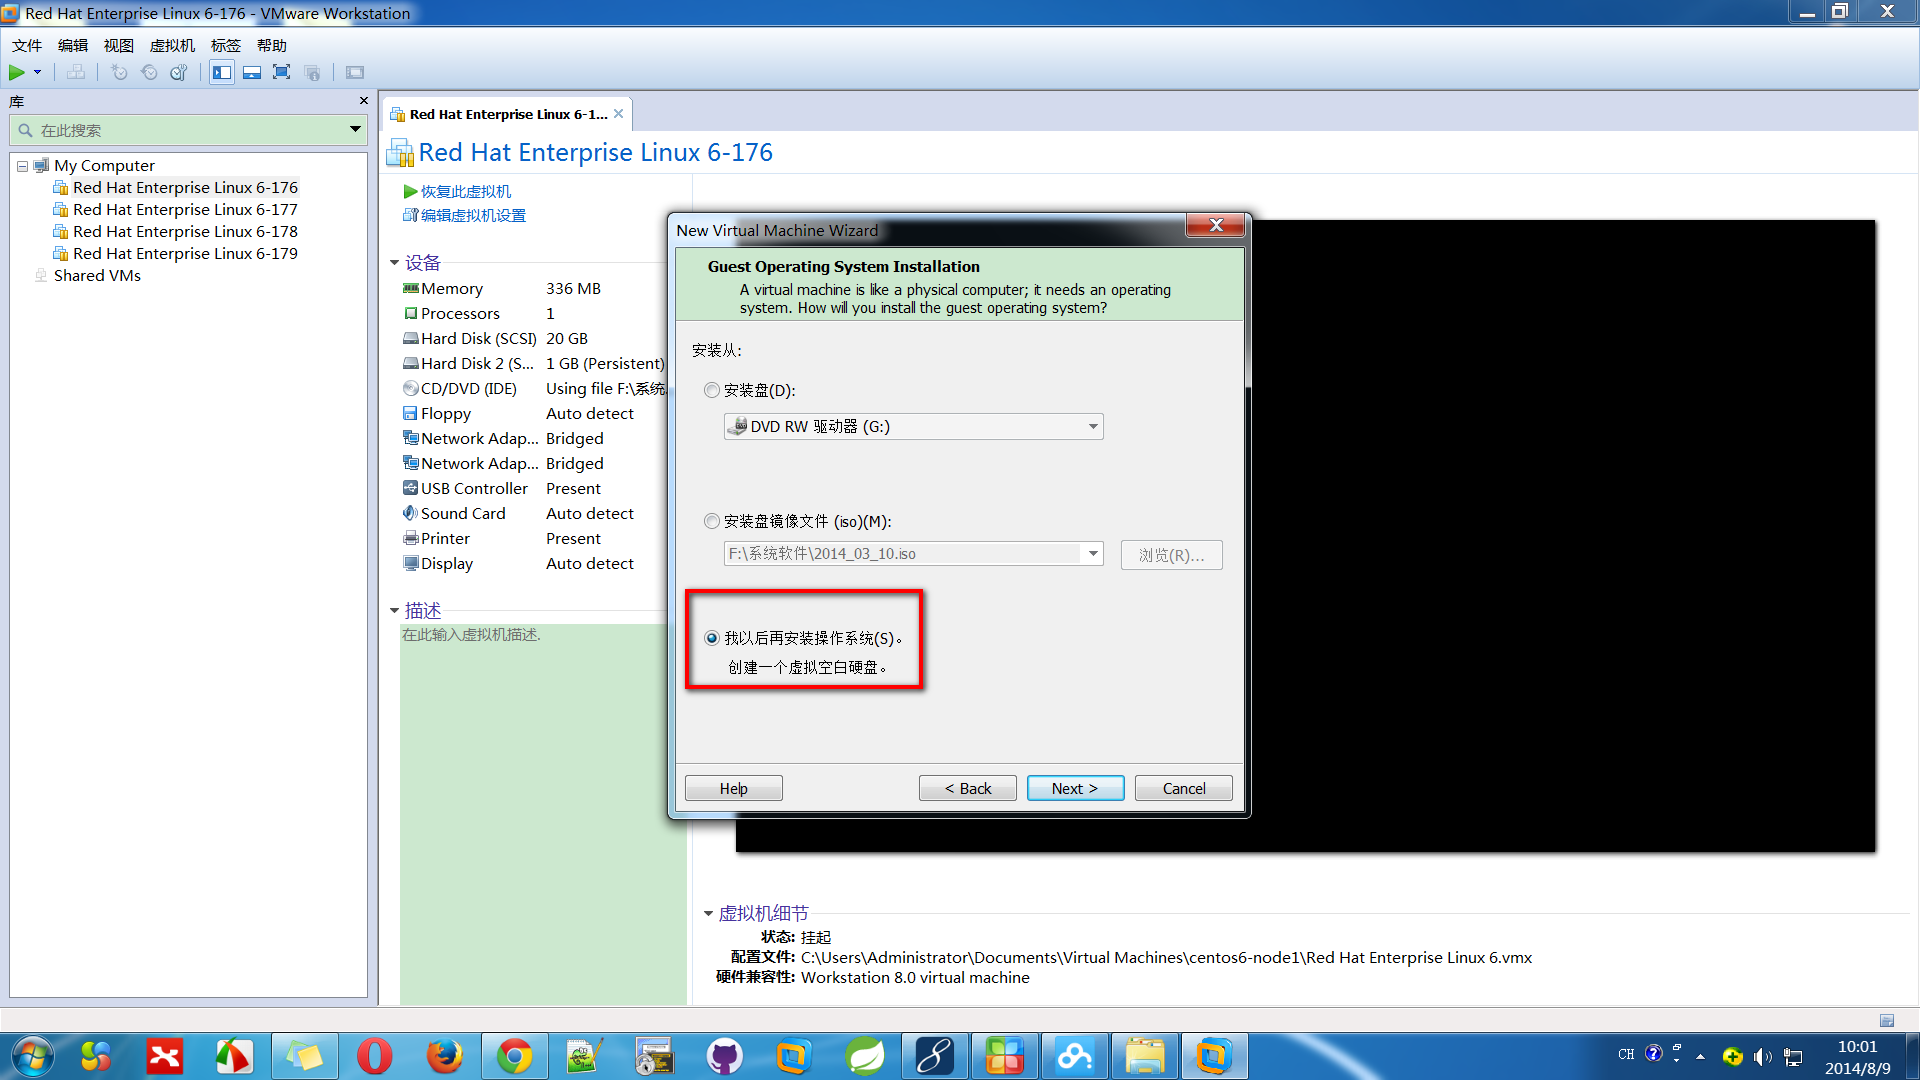 Red Hat Enterprise Linux 6-176 - VMware Workstation
文件 编辑 视图 虚拟机 标签 帮助
库
在此搜索
My Computer
Red Hat Enterprise Linux 6-176
Red Hat Enterprise Linux 6-177
Red Hat Enterprise Linux 6-178
Red Hat Enterprise Linux 6-179
Shared VMs
Red Hat Enterprise Linux 6-1...
Red Hat Enterprise Linux 6-176
恢复此虚拟机
编辑虚拟机设置
设备
Memory 336 MB
Processors 1
Hard Disk (SCSI) 20 GB
Hard Disk 2 (S... 1 GB (Persistent)
CD/DVD (IDE) Using file F:\系统
Floppy Auto detect
Network Adap... Bridged
Network Adap... Bridged
USB Controller Present
Sound Card Auto detect
Printer Present
Display Auto detect
描述
在此输入虚拟机描述.
New Virtual Machine Wizard
Guest Operating System Installation
A virtual machine is like a physical computer; it needs an operating
system. How will you install the guest operating system?
安装从:
安装盘(D):
DVD RW 驱动器 (G:)
安装盘镜像文件 (iso)(M):
F:\系统软件\2014_03_10.iso
浏览(R)...
我以后再安装操作系统(S)。
创建一个虚拟空白硬盘。
Help < Back Next > Cancel
虚拟机细节
状态: 挂起
配置文件: C:\Users\Administrator\Documents\Virtual Machines\centos6-node1\Red Hat Enterprise Linux 6.vmx
硬件兼容性: Workstation 8.0 virtual machine
CH
10:01
2014/8/9